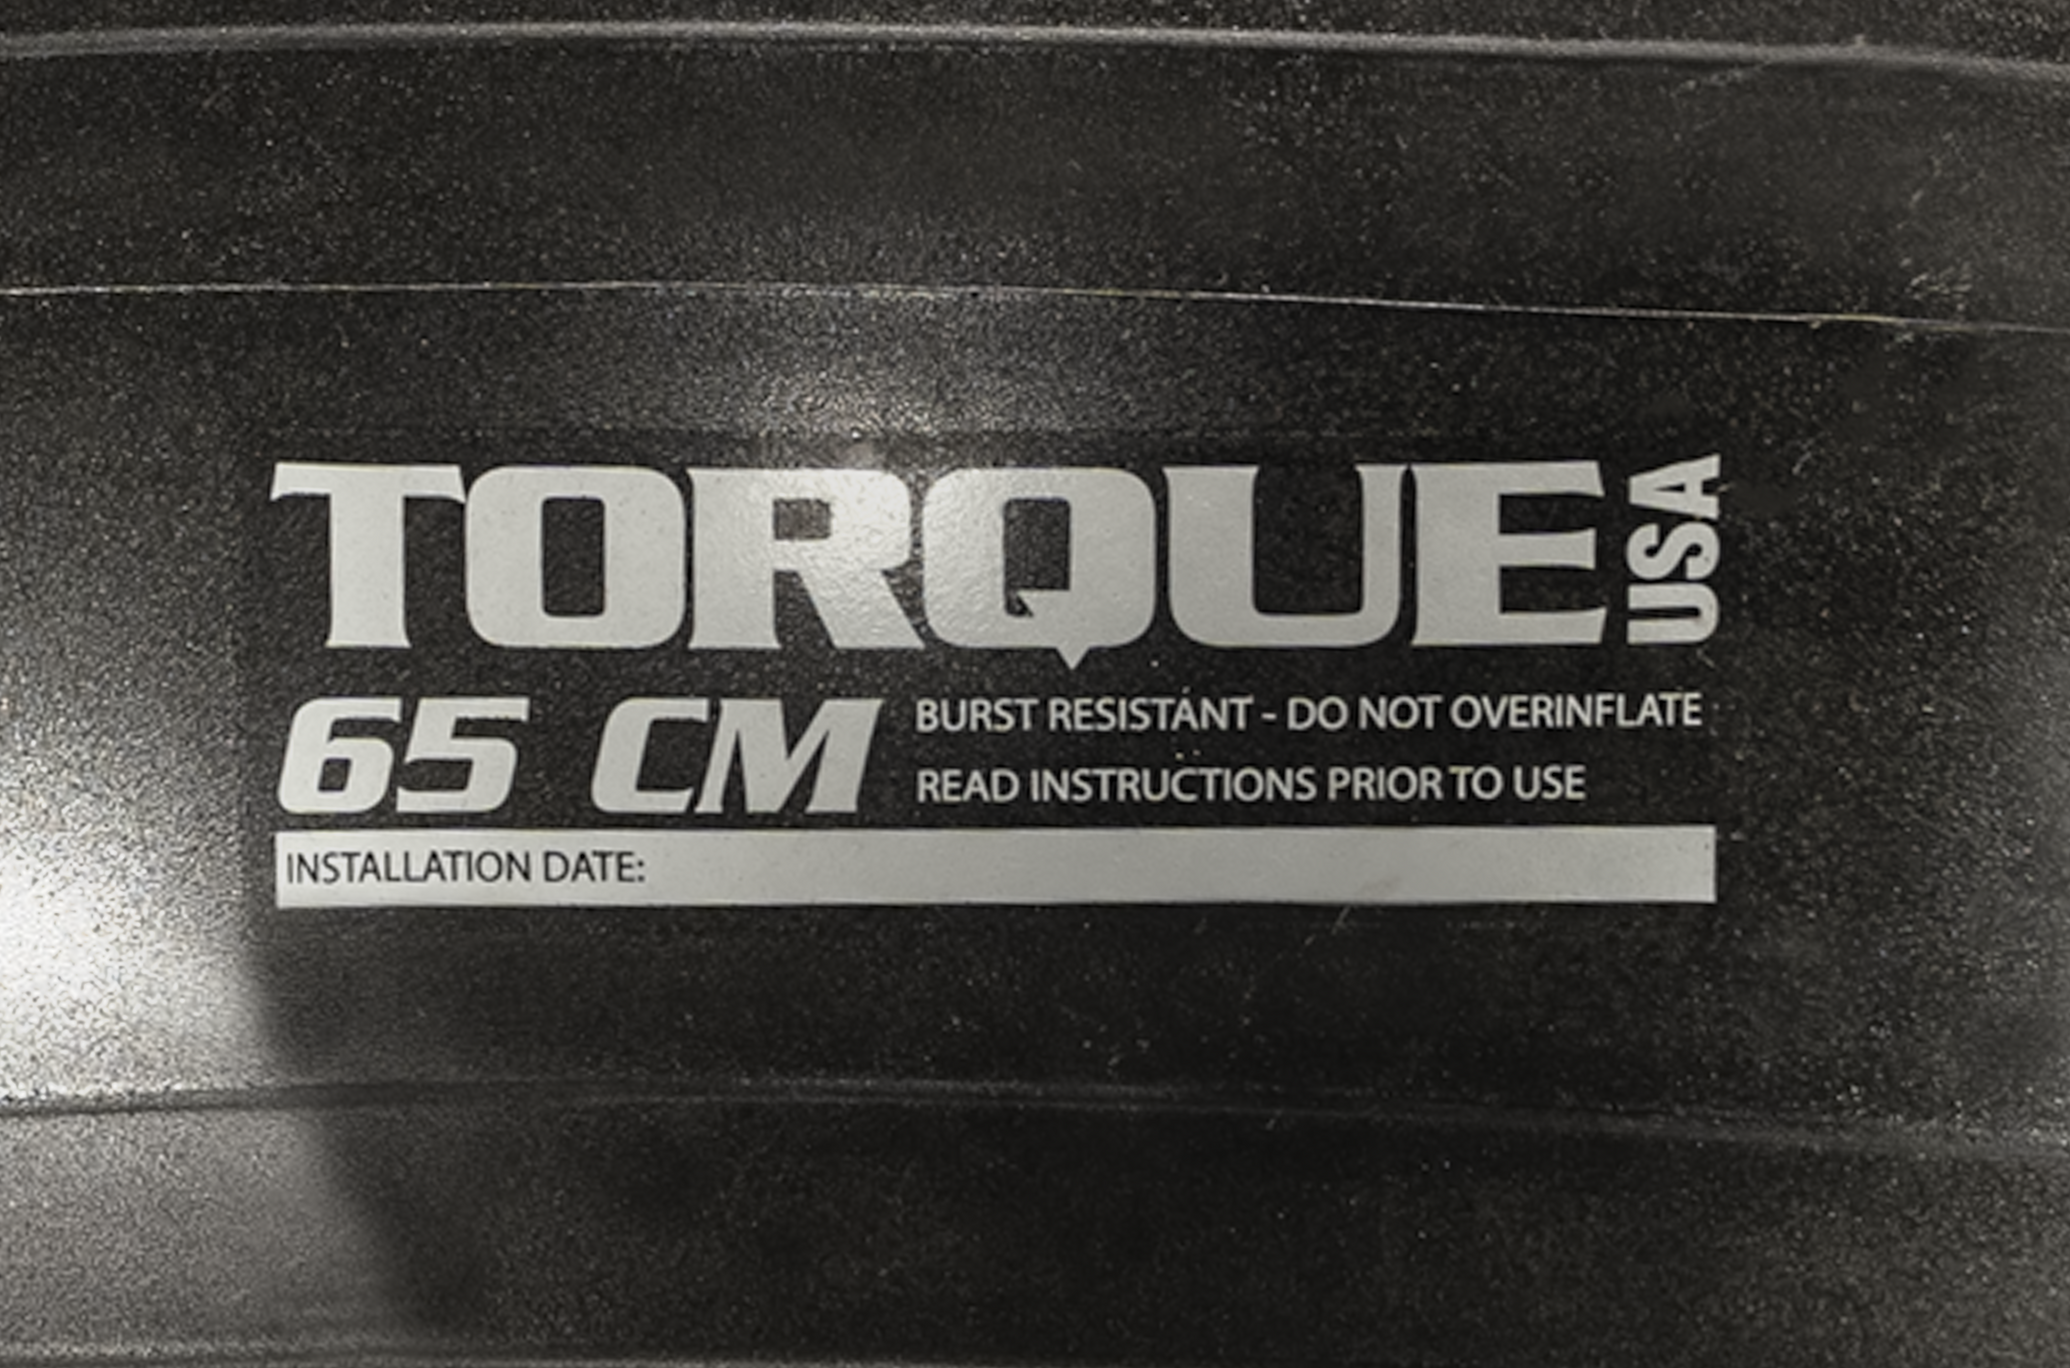 TORQUE USA
65 CM
BURST RESISTANT - DO NOT OVERINFLATE
READ INSTRUCTIONS PRIOR TO USE
INSTALLATION DATE: